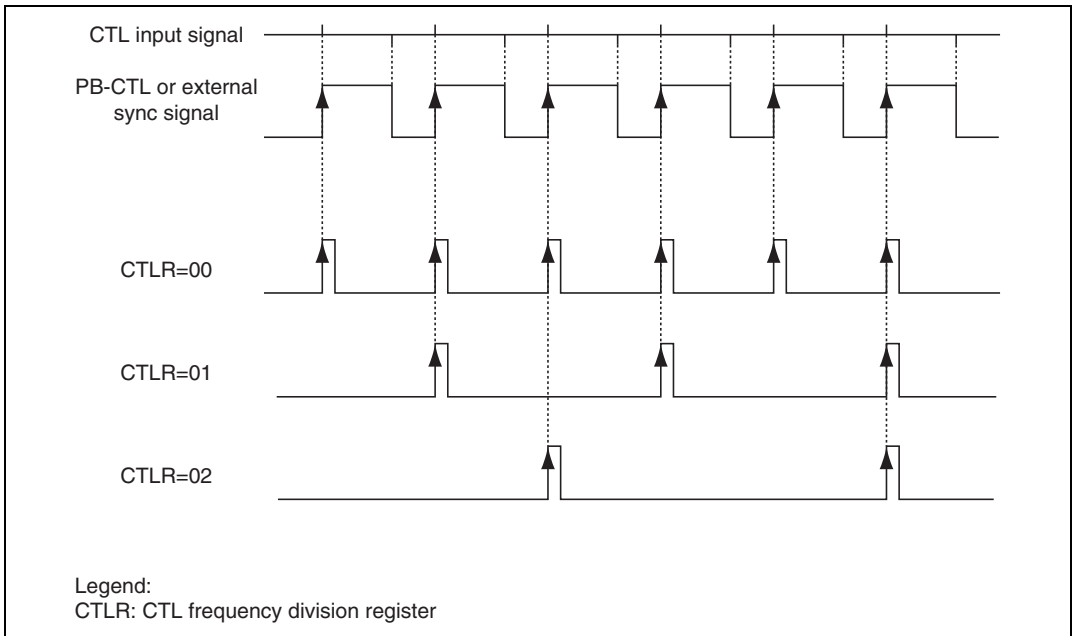 CTL input signal
PB-CTL or external
sync signal
CTLR=00
CTLR=01
CTLR=02
Legend:
CTLR: CTL frequency division register